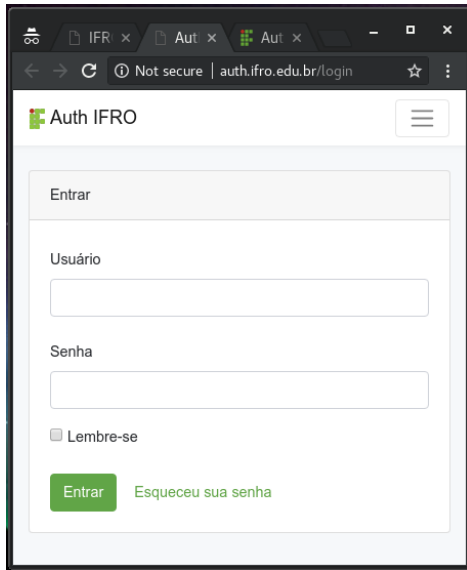 IFR Aut Aut
Not secure | auth.ifro.edu.br/login
Auth IFRO
Entrar
Usuário
Senha
Lembre-se
Entrar Esqueceu sua senha